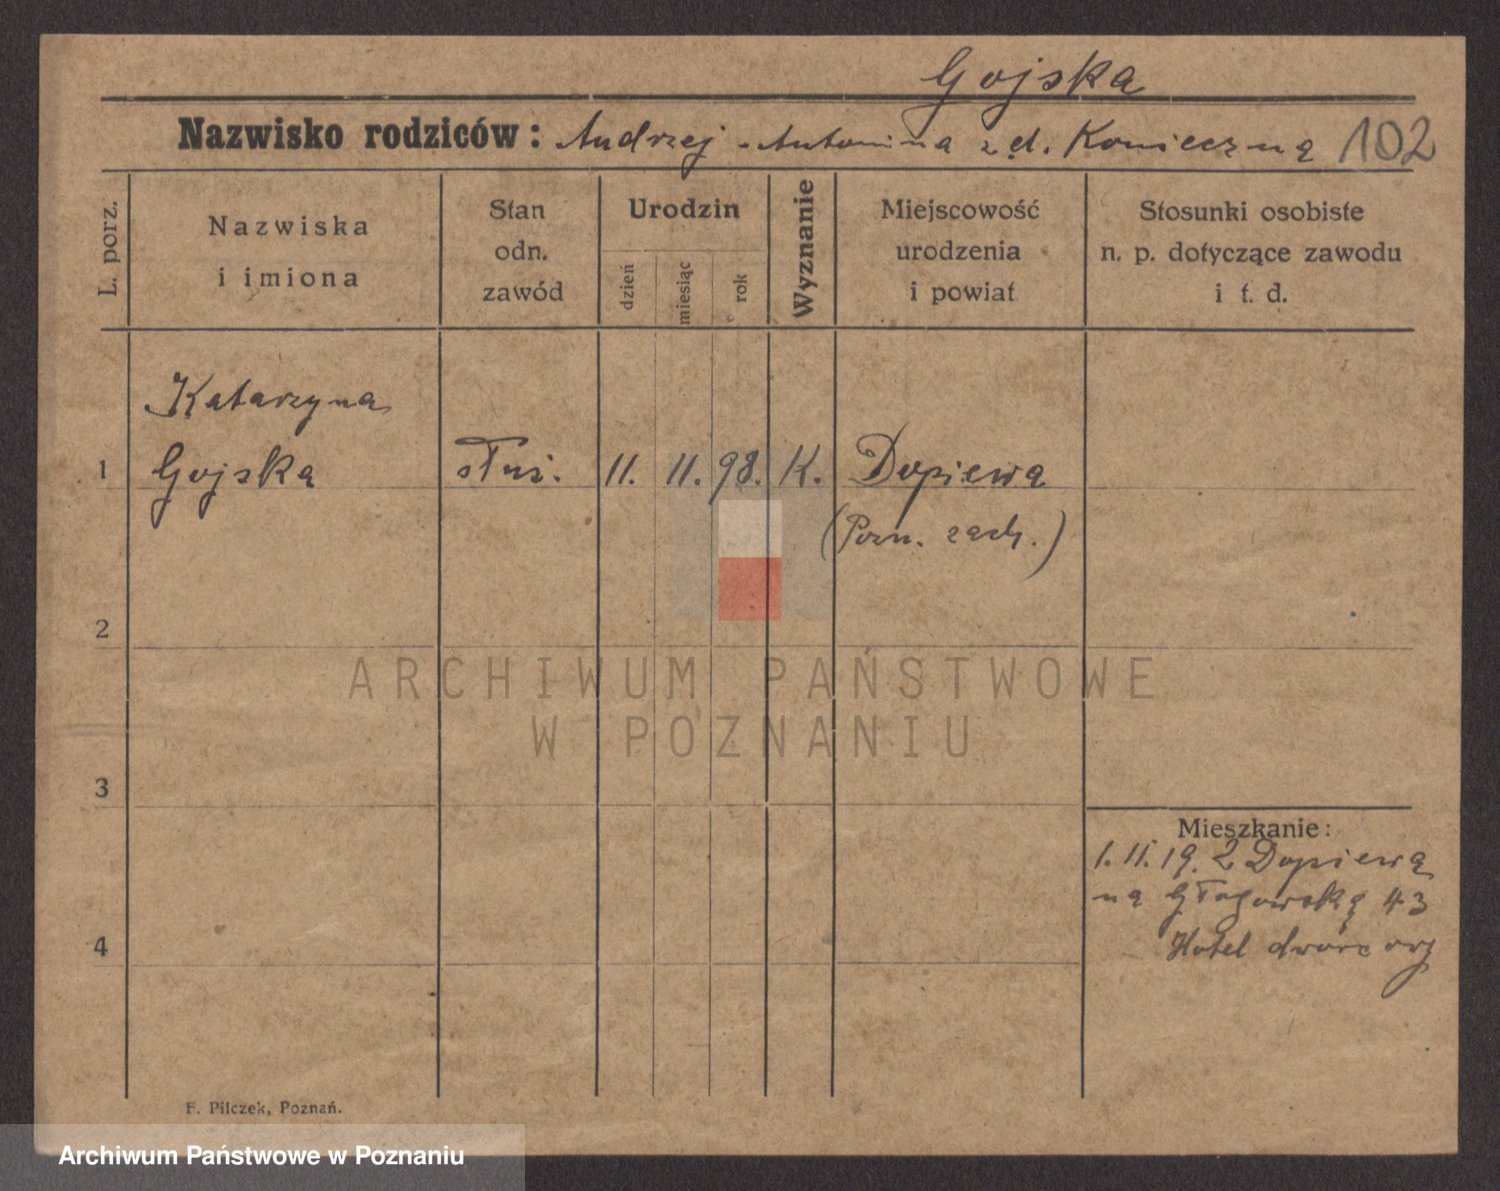 Gojska
Nazwisko rodziców: Andrzej - Antonina z d. Konieczna 102
L. porz.
Nazwiska
i imiona
Stan
odn.
zawód
Urodzin
dzień
miesiąc
rok
Wyznanie
Miejscowość
urodzenia
i powiat
Stosunki osobiste
n. p. dotyczące zawodu
i t. d.
Katarzyna
1 Gojska służ. 11. 11. 98. K. Dopiewa
(Pozn. zach.)
2
ARCHIWUM PAŃSTWOWE
W POZNANIU
3
Mieszkanie:
1. 11. 19. z Dopiewa
na Głogowską 43
4 Hotel dworcowy
F. Pilczek, Poznań.
Archiwum Państwowe w Poznaniu